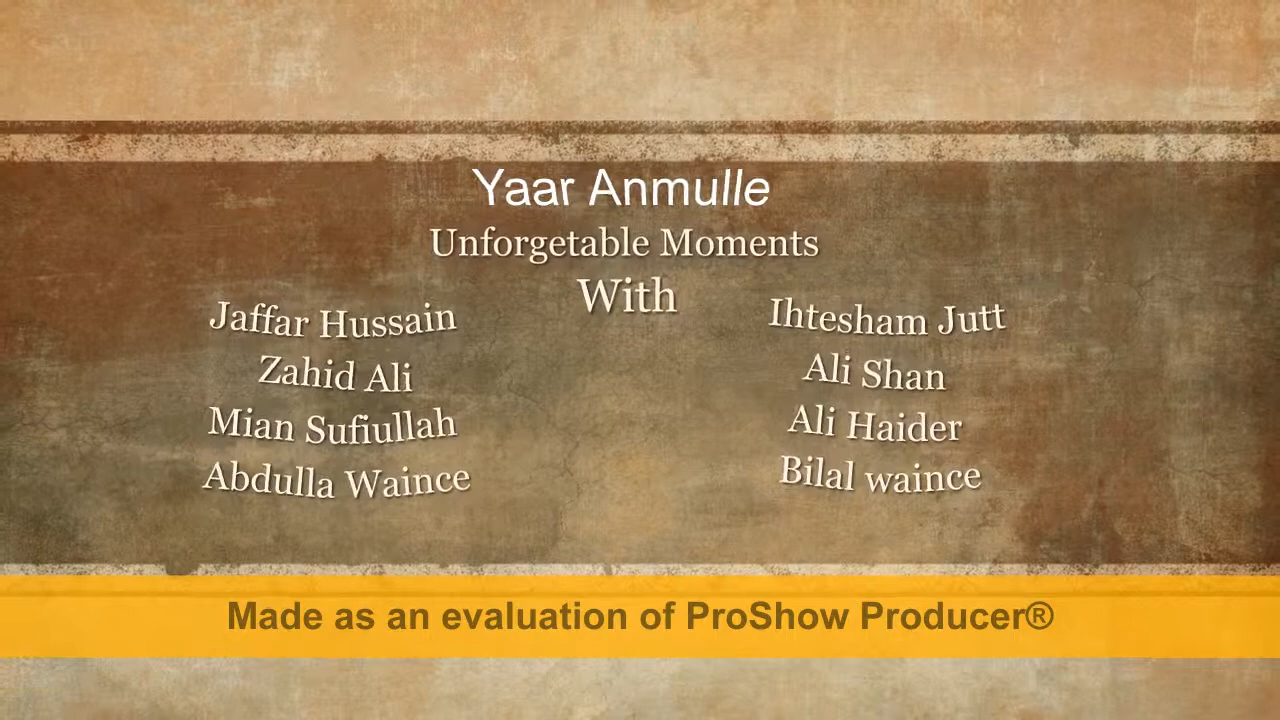 Yaar Anmulle
Unforgetable Moments
With
Jaffar Hussain
Zahid Ali
Mian Sufiullah
Abdulla Waince
Ihtesham Jutt
Ali Shan
Ali Haider
Bilal waince
Made as an evaluation of ProShow Producer®